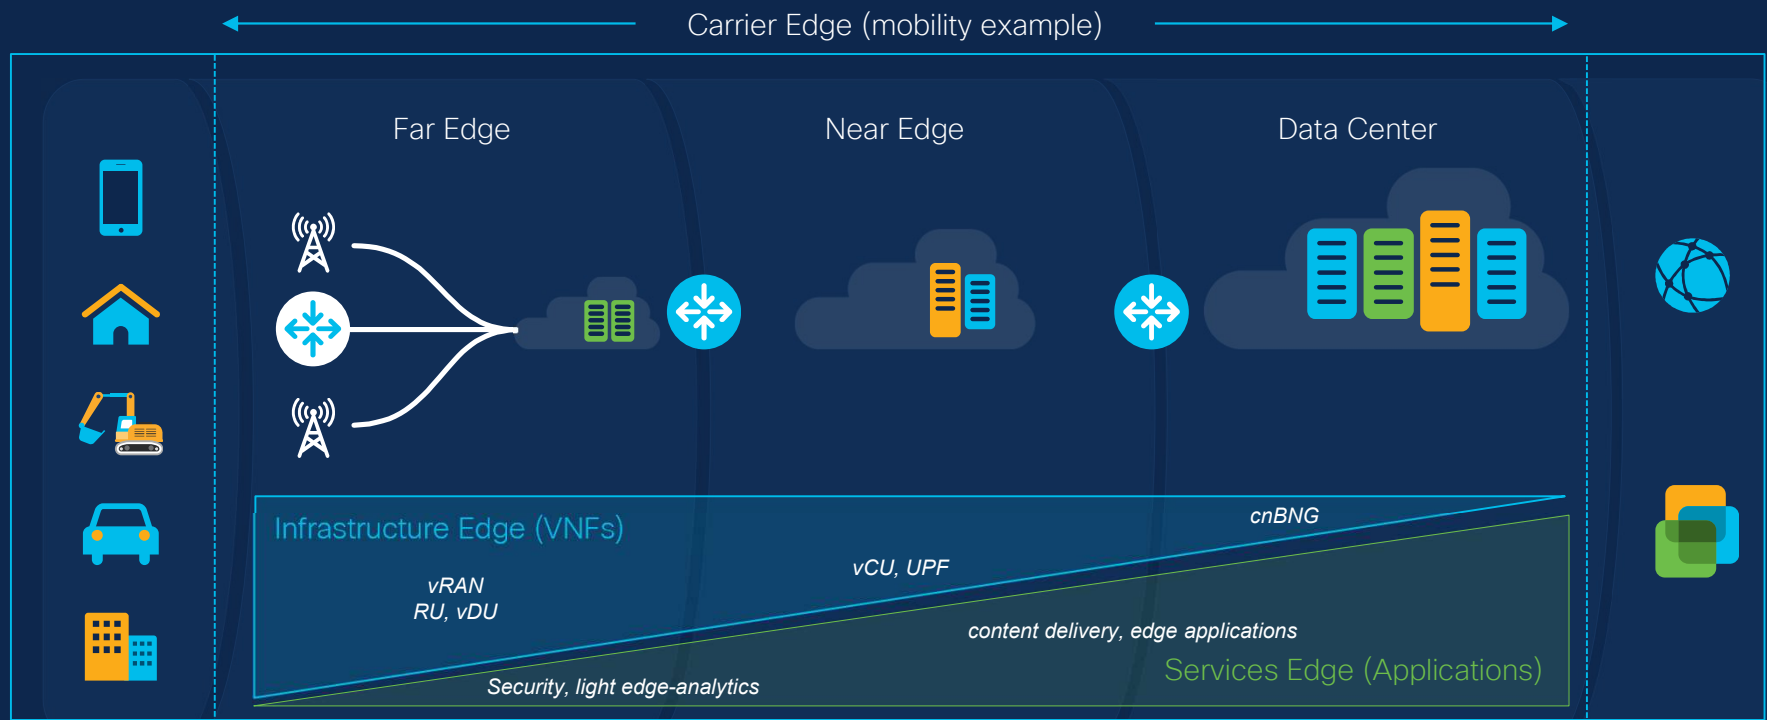 Carrier Edge (mobility example)
Far Edge
Near Edge
Data Center
Infrastructure Edge (VNFs)
cnBNG
vCU, UPF
vRAN
RU, vDU
content delivery, edge applications
Services Edge (Applications)
Security, light edge-analytics